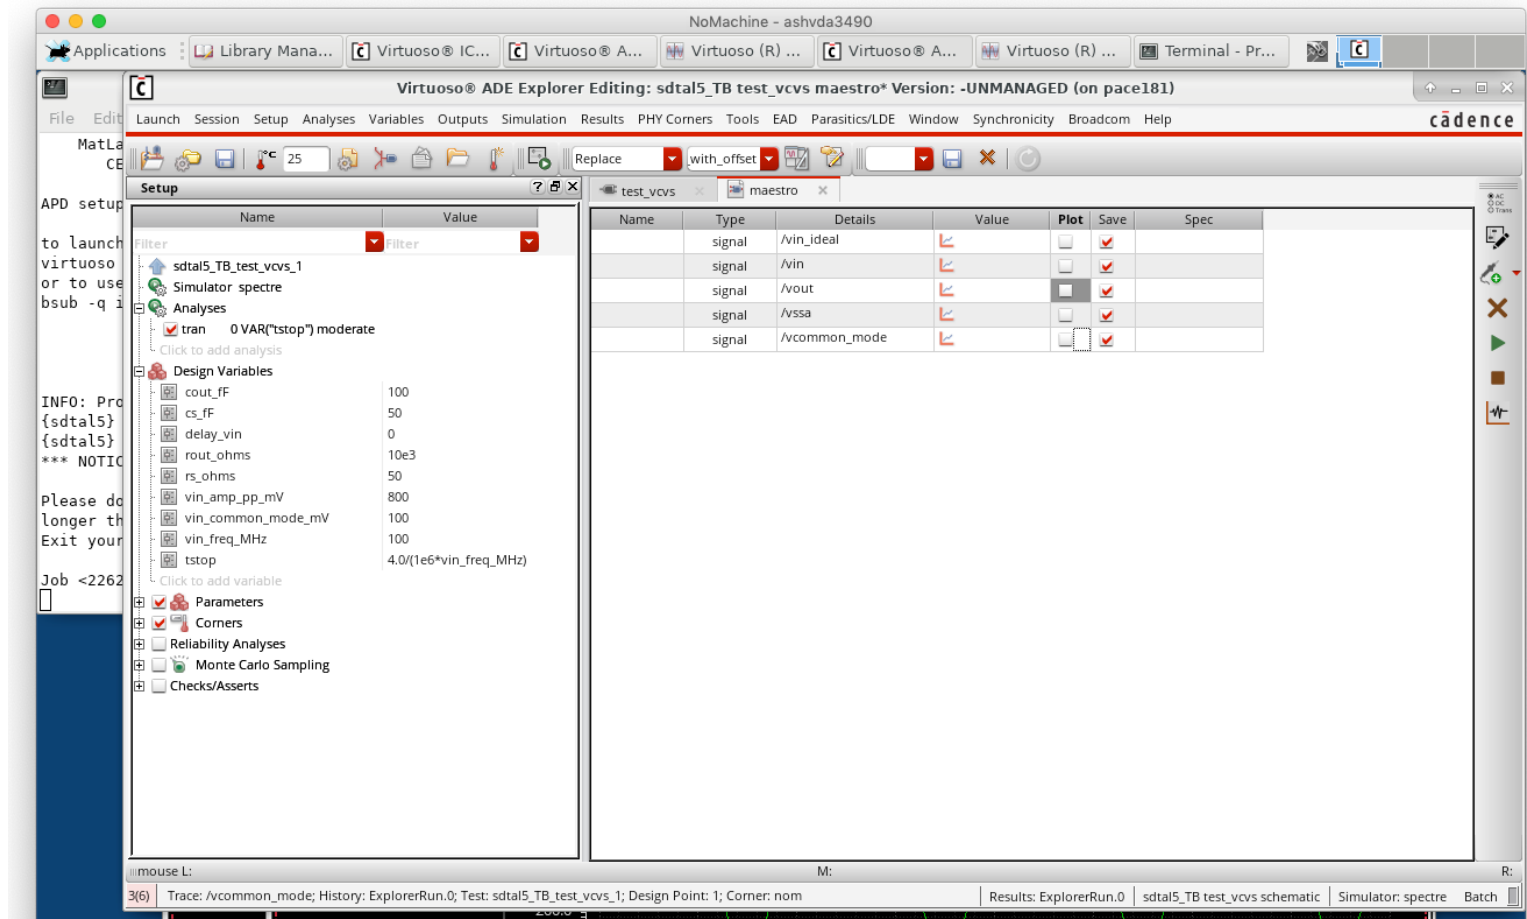 NoMachine - ashvda3490
Applications
Library Mana...
Virtuoso® IC...
Virtuoso® A...
Virtuoso (R) ...
Virtuoso® A...
Virtuoso (R) ...
Terminal - Pr...
Virtuoso® ADE Explorer Editing: sdtal5_TB test_vcvs maestro* Version: -UNMANAGED (on pace181)
File Edit
Launch Session Setup Analyses Variables Outputs Simulation Results PHY Corners Tools EAD Parasitics/LDE Window Synchronicity Broadcom Help
cādence
MatLa
CE
APD setup
to launch
virtuoso
or to use
bsub -q i
INFO: Pro
{sdtal5}
{sdtal5}
*** NOTIC
Please do
longer th
Exit your
Job <2262
°C 25
Replace
with_offset
Setup
Name Value
Filter Filter
sdtal5_TB_test_vcvs_1
Simulator spectre
Analyses
tran 0 VAR("tstop") moderate
Click to add analysis
Design Variables
cout_fF 100
cs_fF 50
delay_vin 0
rout_ohms 10e3
rs_ohms 50
vin_amp_pp_mV 800
vin_common_mode_mV 100
vin_freq_MHz 100
tstop 4.0/(1e6*vin_freq_MHz)
Click to add variable
Parameters
Corners
Reliability Analyses
Monte Carlo Sampling
Checks/Asserts
test_vcvs
maestro
Name Type Details Value Plot Save Spec
signal /vin_ideal
signal /vin
signal /vout
signal /vssa
signal /vcommon_mode
AC
DC
Trans
mouse L: M: R:
3(6) Trace: /vcommon_mode; History: ExplorerRun.0; Test: sdtal5_TB_test_vcvs_1; Design Point: 1; Corner: nom
Results: ExplorerRun.0 sdtal5_TB test_vcvs schematic Simulator: spectre Batch